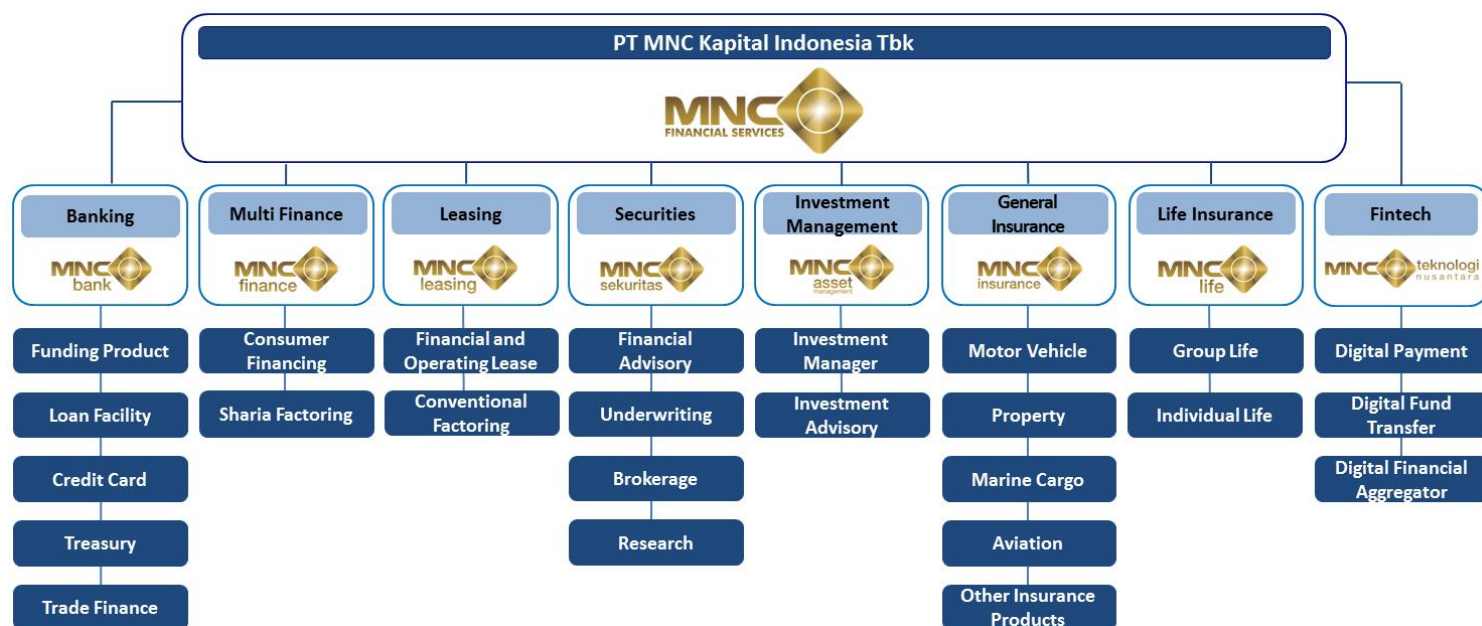 PT MNC Kapital Indonesia Tbk
MNC
FINANCIAL SERVICES
Banking
MNC
bank
Funding Product
Loan Facility
Credit Card
Treasury
Trade Finance
Multi Finance
MNC
finance
Consumer
Financing
Sharia Factoring
Leasing
MNC
leasing
Financial and
Operating Lease
Conventional
Factoring
Securities
MNC
sekuritas
Financial
Advisory
Underwriting
Brokerage
Research
Investment
Management
MNC
asset
management
Investment
Manager
Investment
Advisory
General
Insurance
MNC
insurance
Motor Vehicle
Property
Marine Cargo
Aviation
Other Insurance
Products
Life Insurance
MNC
life
Group Life
Individual Life
Fintech
MNC teknologi
nusantara
Digital Payment
Digital Fund
Transfer
Digital Financial
Aggregator